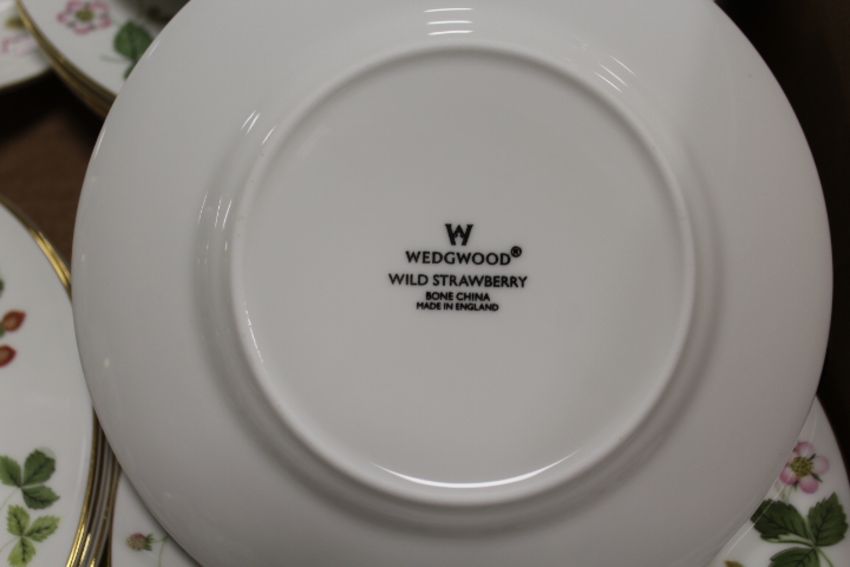 W
WEDGWOOD®
WILD STRAWBERRY
BONE CHINA
MADE IN ENGLAND